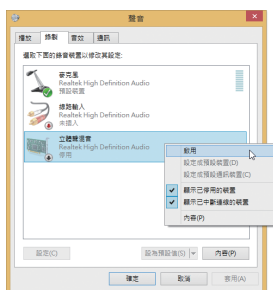 聲音
播放 錄製 音效 通訊
選取下面的錄音裝置以修改其設定:
麥克風
Realtek High Definition Audio
預設裝置
線路輸入
Realtek High Definition Audio
未插入
立體聲混音
Realtek High Definition Audio
停用
啟用
設定成預設裝置(D)
設定成預設通訊裝置(C)
顯示已停用的裝置
顯示已中斷連線的裝置
內容(P)
設定(C) 設為預設值(S) 內容(P)
確定 取消 套用(A)